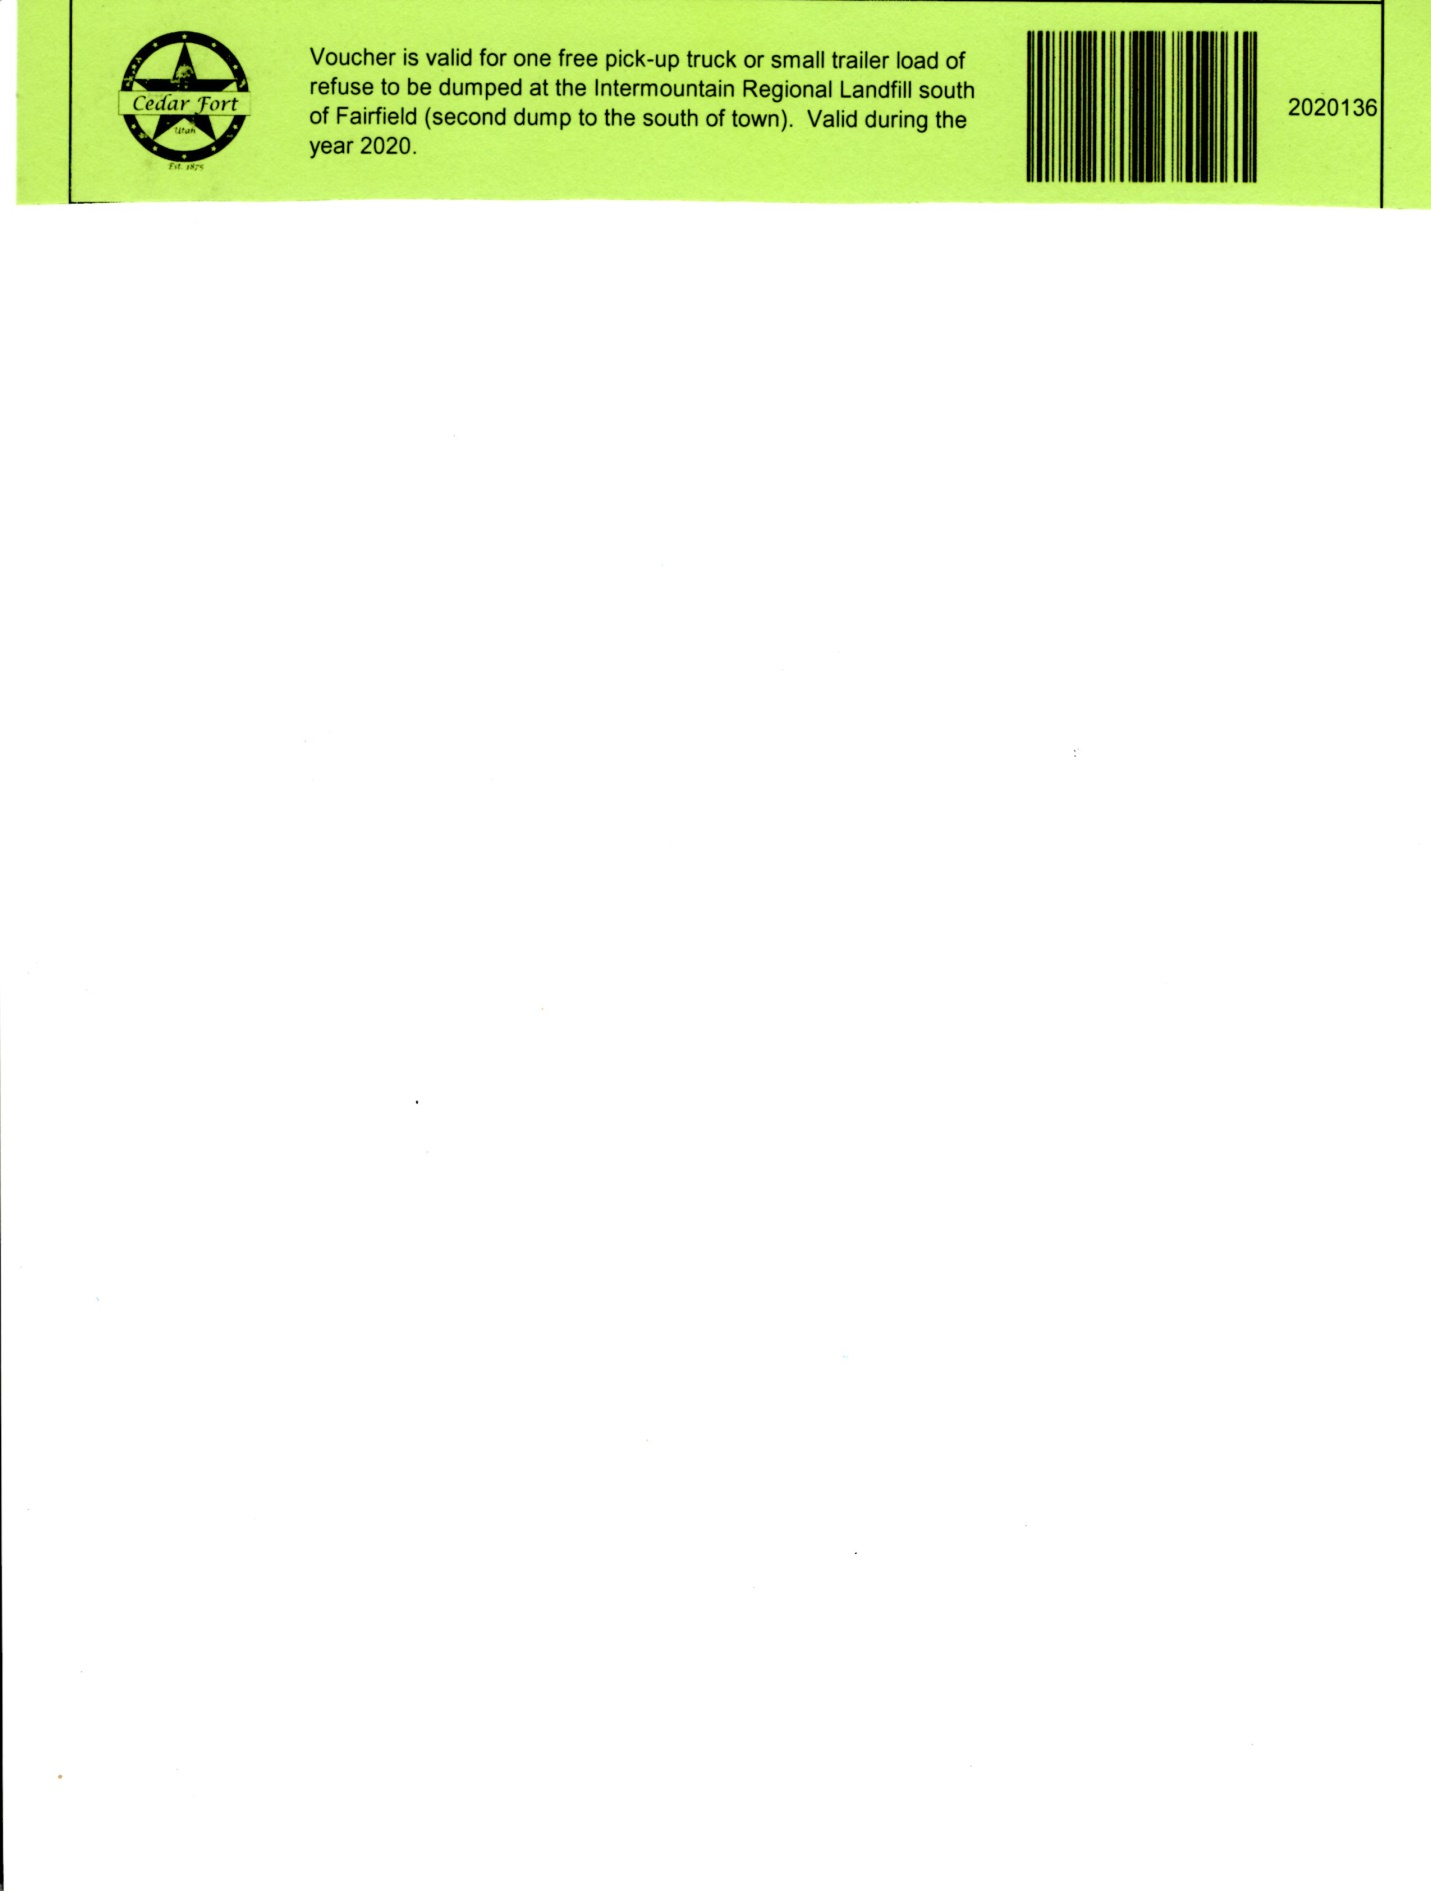 Cedar Fort
Utah
Est. 1875
Voucher is valid for one free pick-up truck or small trailer load of
refuse to be dumped at the Intermountain Regional Landfill south
of Fairfield (second dump to the south of town).  Valid during the
year 2020.
2020136